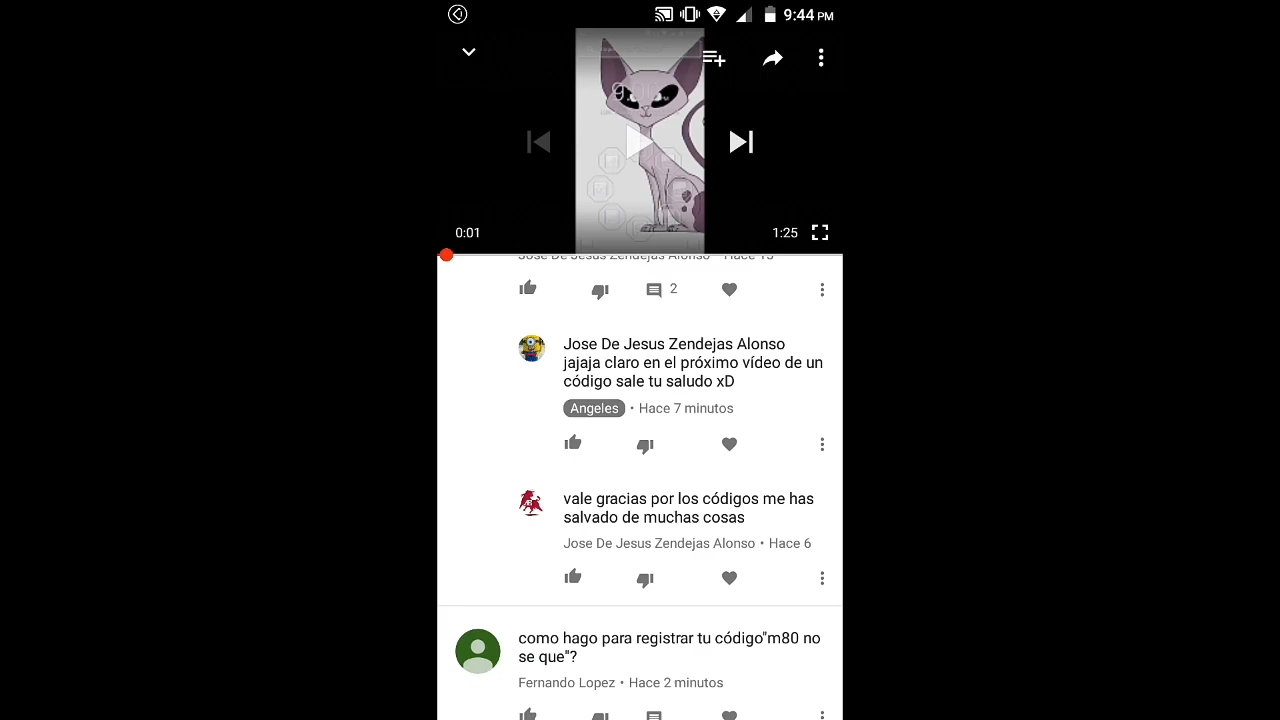 9:44 PM
0:01
1:25
Jose De Jesus Zendejas Alonso • Hace 15
2
Jose De Jesus Zendejas Alonso
jajaja claro en el próximo vídeo de un
código sale tu saludo xD
Angeles • Hace 7 minutos
vale gracias por los códigos me has
salvado de muchas cosas
Jose De Jesus Zendejas Alonso • Hace 6
como hago para registrar tu código"m80 no
se que"?
Fernando Lopez • Hace 2 minutos